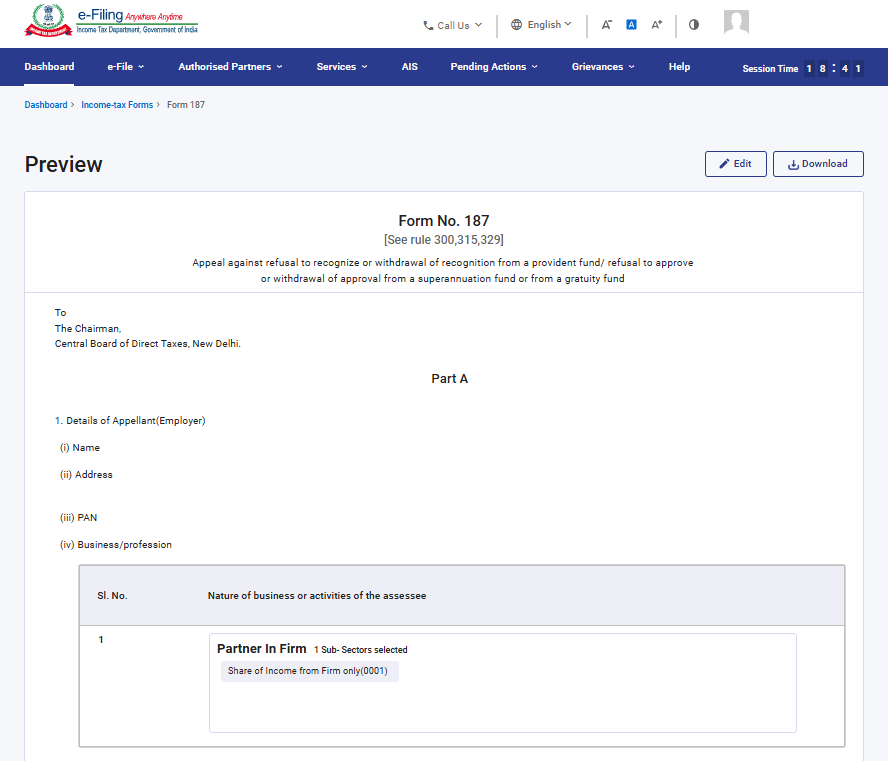 e-Filing Anywhere Anytime
Income Tax Department, Government of India
Call Us
English
A-
A
A+
Dashboard
e-File
Authorised Partners
Services
AIS
Pending Actions
Grievances
Help
Session Time 1 8 : 4 1
Dashboard > Income-tax Forms > Form 187
Preview
Edit
Download
Form No. 187
[See rule 300,315,329]
Appeal against refusal to recognize or withdrawal of recognition from a provident fund/ refusal to approve
or withdrawal of approval from a superannuation fund or from a gratuity fund
To
The Chairman,
Central Board of Direct Taxes, New Delhi.
Part A
1. Details of Appellant(Employer)
(i) Name
(ii) Address
(iii) PAN
(iv) Business/profession
Sl. No. Nature of business or activities of the assessee
1
Partner In Firm 1 Sub- Sectors selected
Share of Income from Firm only(0001)